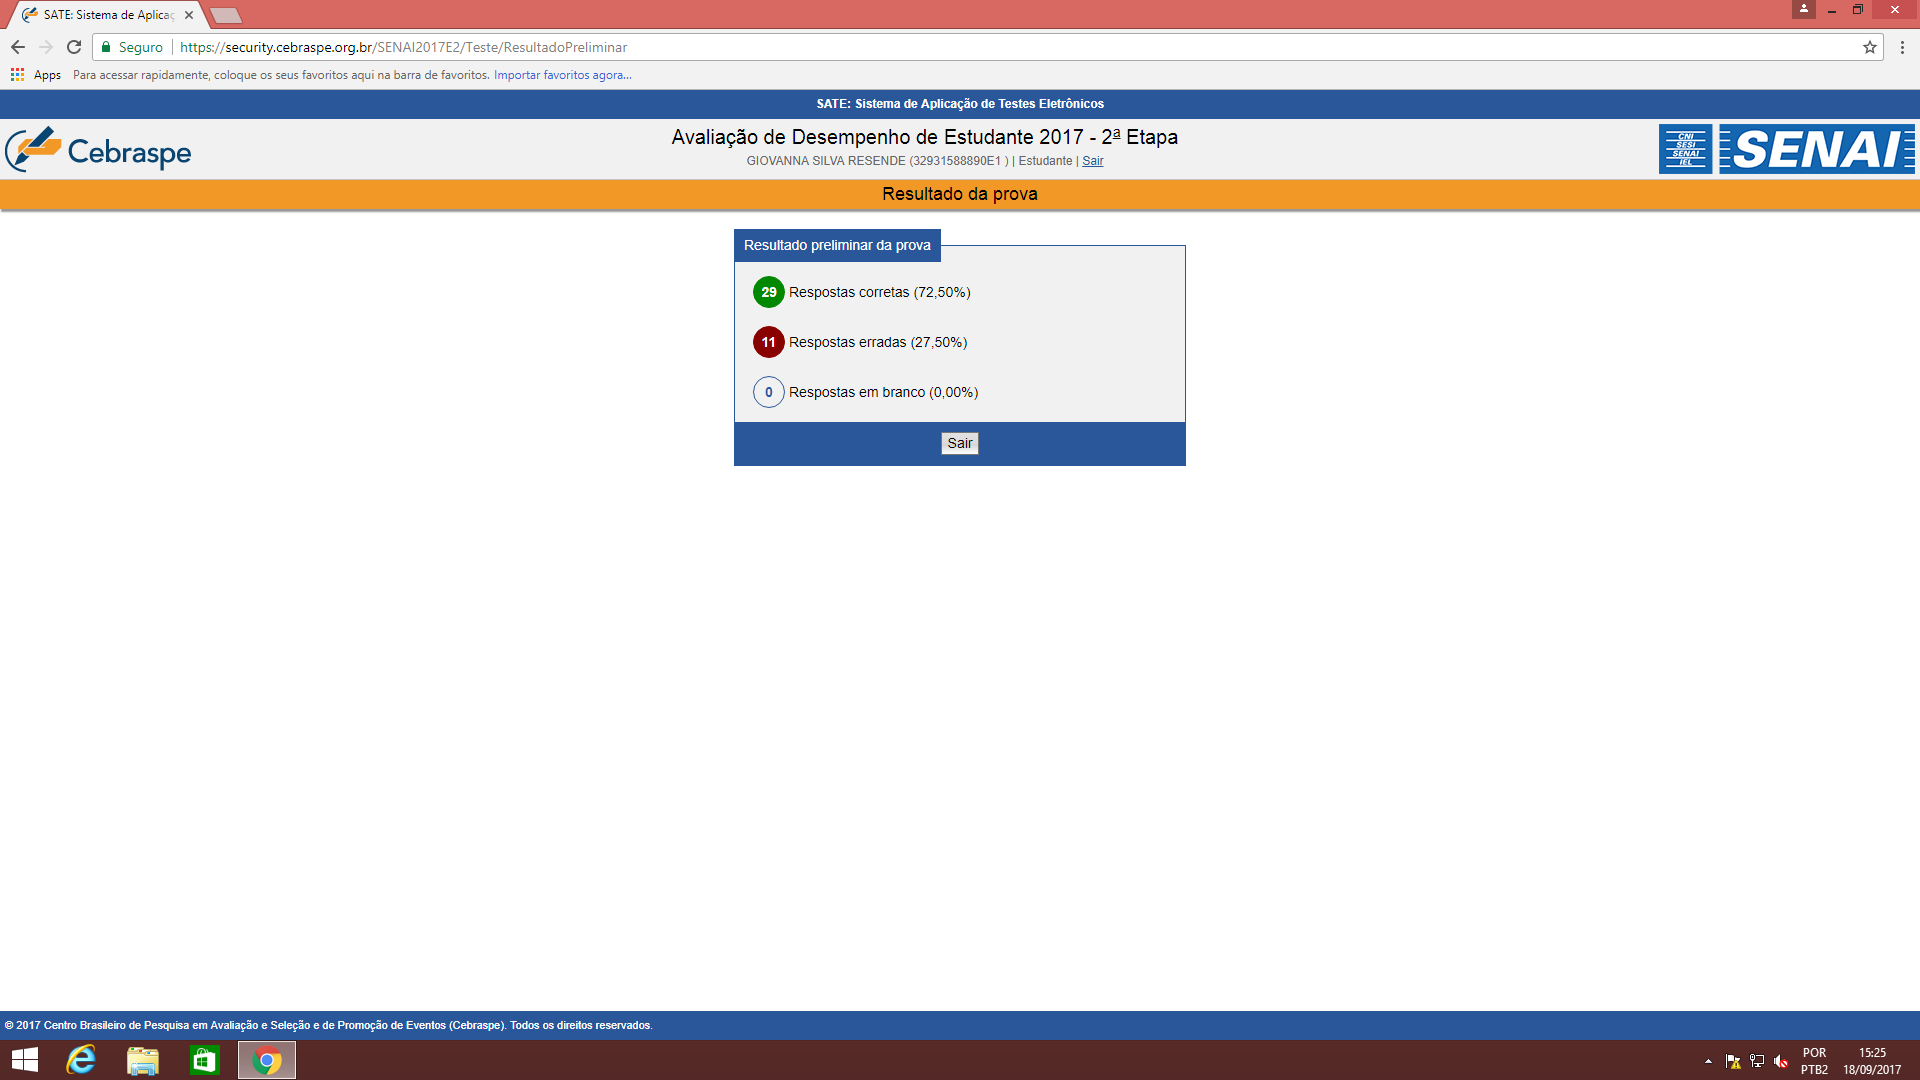 SATE: Sistema de Aplicaç
Seguro
https://security.cebraspe.org.br/SENAI2017E2/Teste/ResultadoPreliminar
Apps
Para acessar rapidamente, coloque os seus favoritos aqui na barra de favoritos. Importar favoritos agora...
SATE: Sistema de Aplicação de Testes Eletrônicos
Cebraspe
Avaliação de Desempenho de Estudante 2017 - 2ª Etapa
GIOVANNA SILVA RESENDE (32931588890E1 ) | Estudante | Sair
CNI
SESI
SENAI
IEL
SENAI
Resultado da prova
Resultado preliminar da prova
29 Respostas corretas (72,50%)
11 Respostas erradas (27,50%)
0 Respostas em branco (0,00%)
Sair
© 2017 Centro Brasileiro de Pesquisa em Avaliação e Seleção e de Promoção de Eventos (Cebraspe). Todos os direitos reservados.
POR
PTB2
15:25
18/09/2017